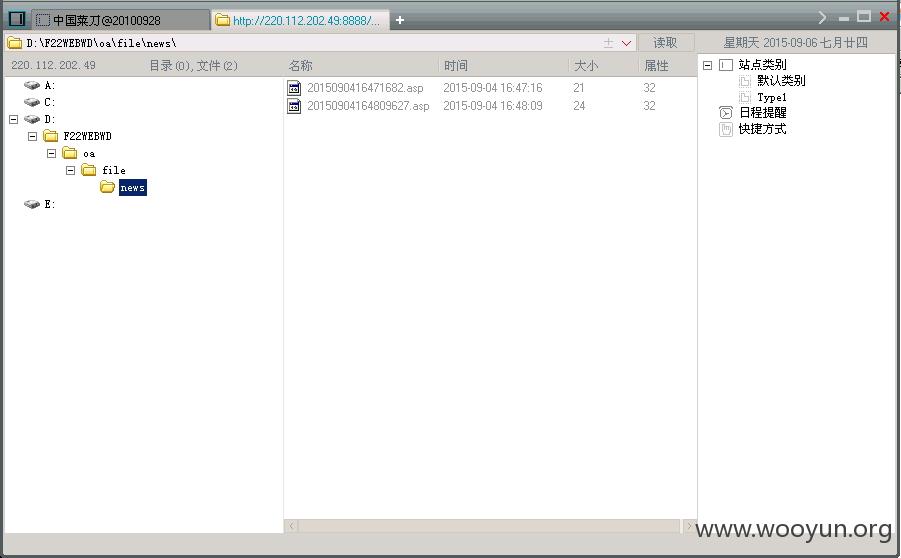 中国菜刀@20100928
http://220.112.202.49:8888/...
D:\F22WEBWD\oa\file\news\
读取
星期天 2015-09-06 七月廿四
220.112.202.49
目录(0),文件(2)
名称 时间 大小 属性
A:
C:
D:
F22WEBWD
oa
file
news
E:
2015090416471682.asp 2015-09-04 16:47:16 21 32
20150904164809627.asp 2015-09-04 16:48:09 24 32
站点类别
默认类别
Type1
日程提醒
快捷方式
www.wooyun.org